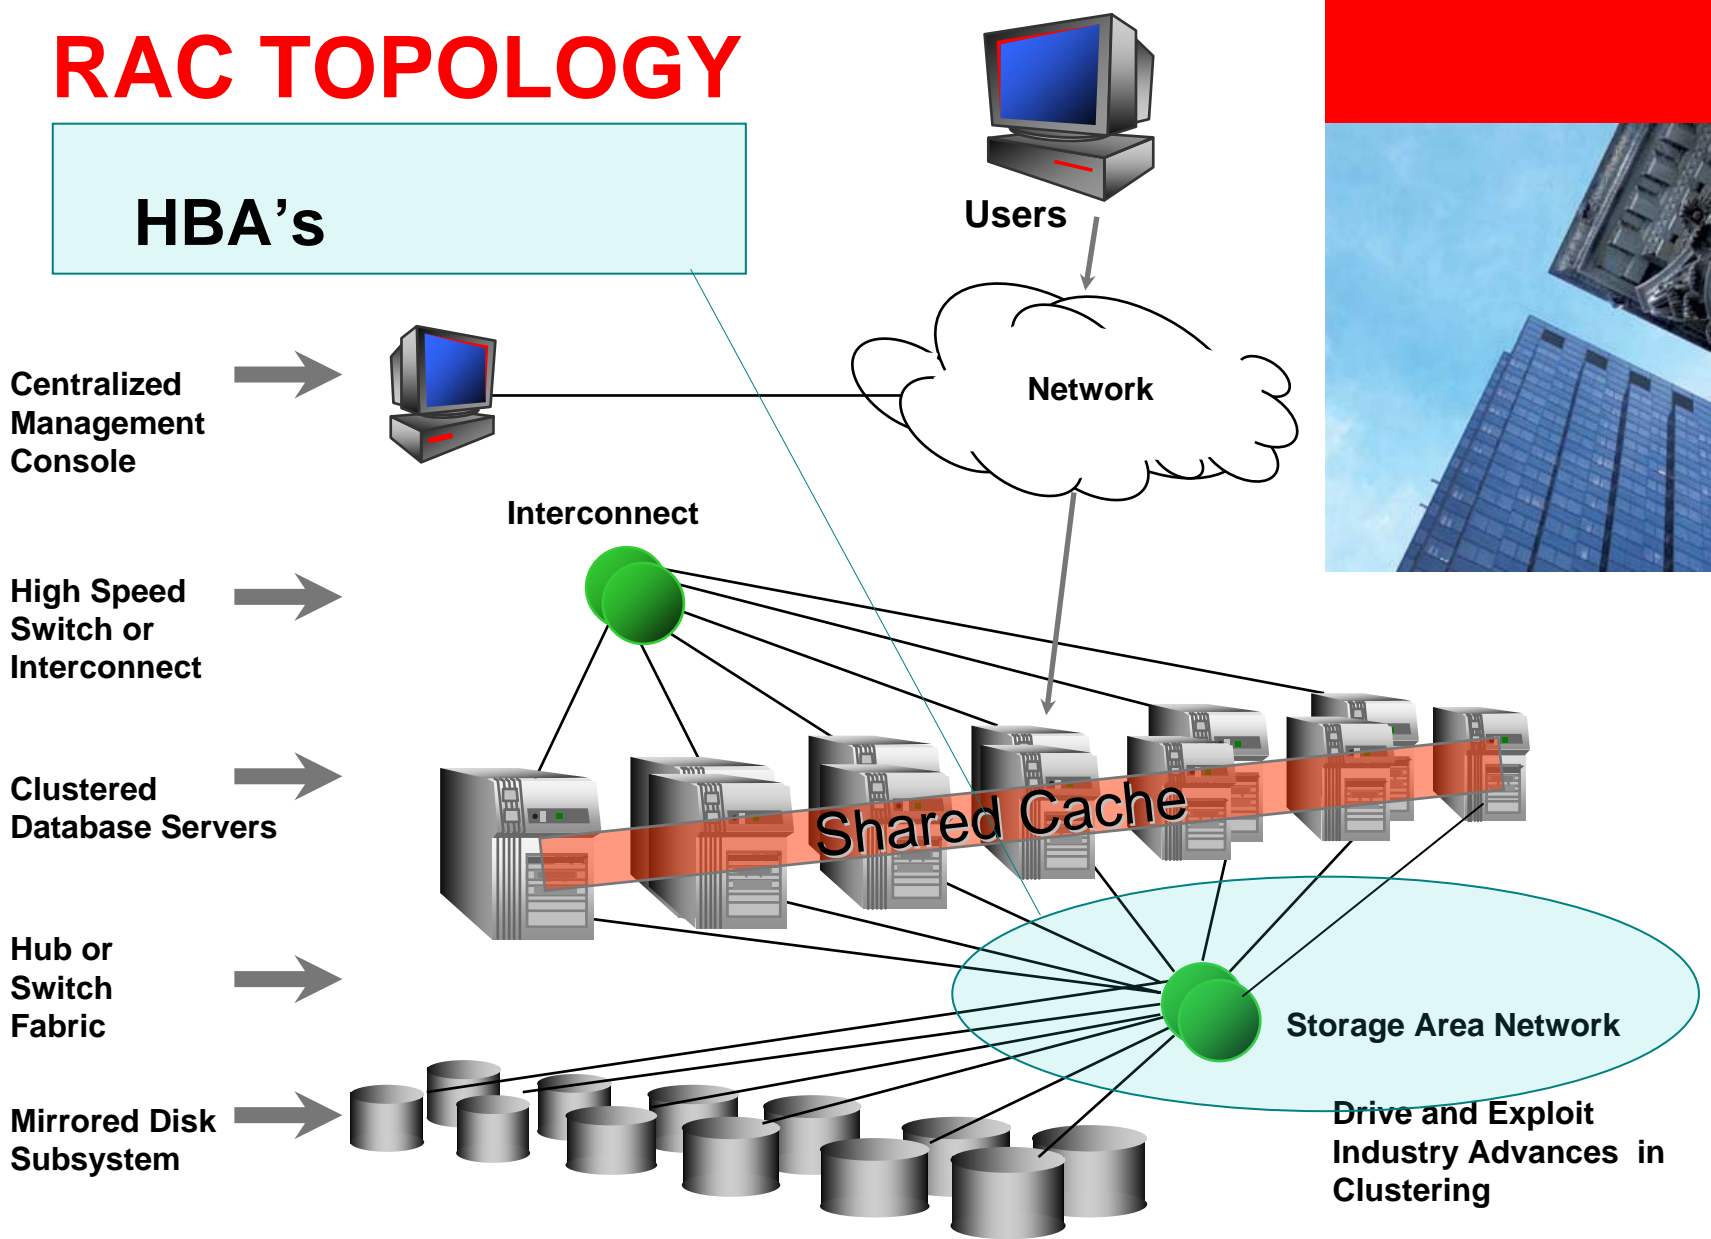 RAC TOPOLOGY
HBA’s
Users
Centralized
Management
Console
Network
Interconnect
High Speed
Switch or
Interconnect
Clustered
Database Servers
Shared Cache
Hub or
Switch
Fabric
Storage Area Network
Mirrored Disk
Subsystem
Drive and Exploit
Industry Advances in
Clustering